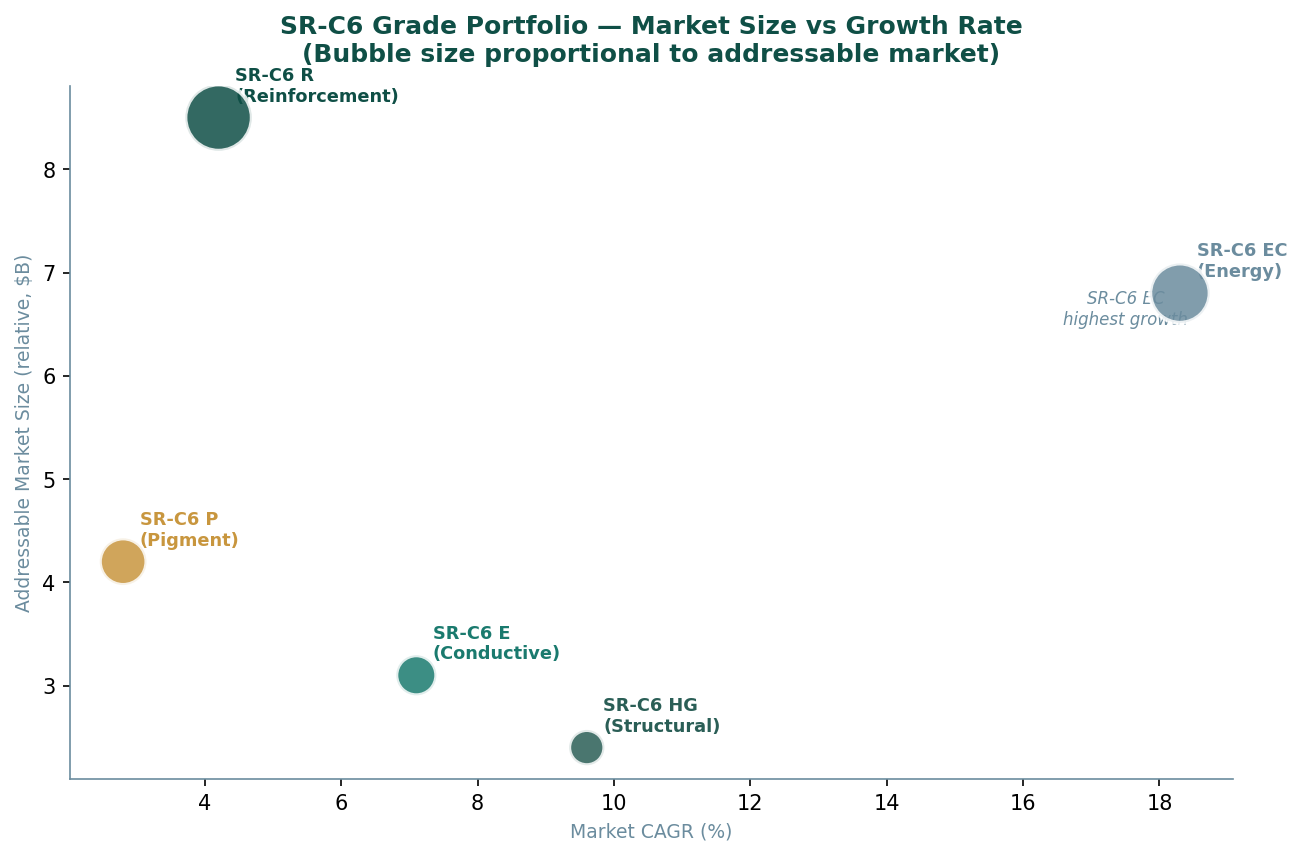 SR-C6 Grade Portfolio — Market Size vs Growth Rate
(Bubble size proportional to addressable market)
SR-C6 R
(Reinforcement)
SR-C6 EC
(Energy)
SR-C6 EC
highest growth
SR-C6 P
(Pigment)
SR-C6 E
(Conductive)
SR-C6 HG
(Structural)
Addressable Market Size (relative, $B)
8
7
6
5
4
3
4 6 8 10 12 14 16 18
Market CAGR (%)